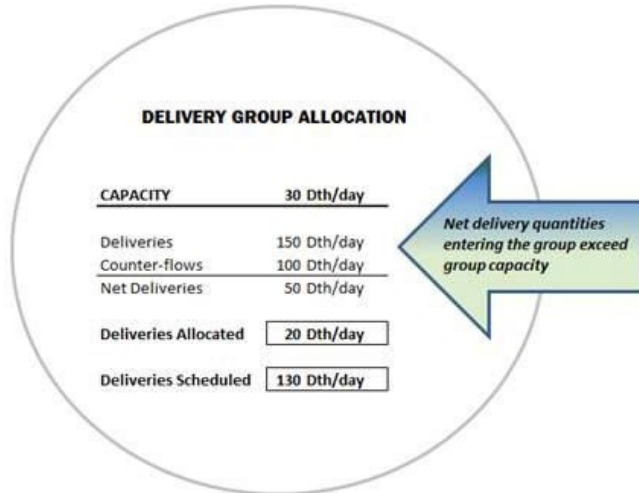 DELIVERY GROUP ALLOCATION
CAPACITY 30 Dth/day
Net delivery quantities
entering the group exceed
group capacity
Deliveries 150 Dth/day
Counter-flows 100 Dth/day
Net Deliveries 50 Dth/day
Deliveries Allocated 20 Dth/day
Deliveries Scheduled 130 Dth/day